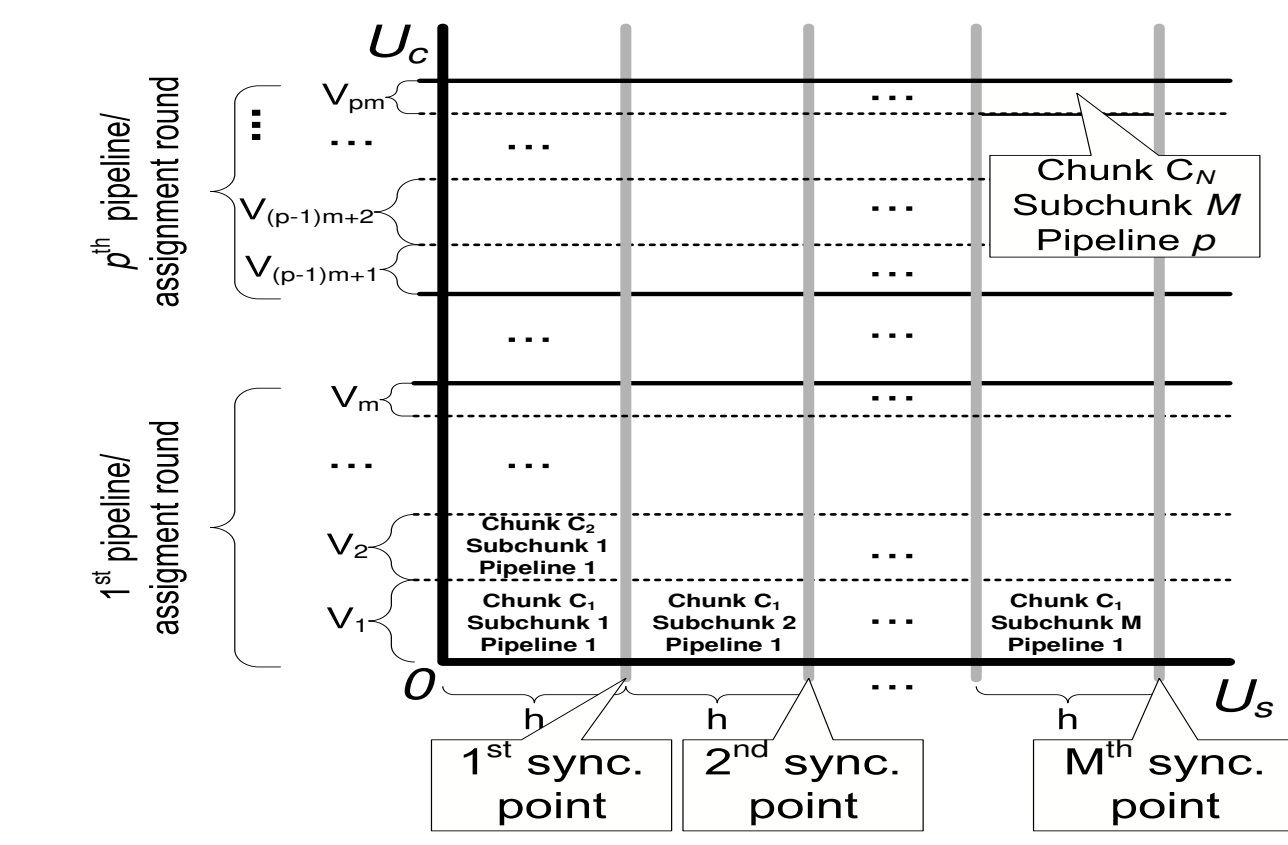 U_c
p^th pipeline/
assignment round
...
V_pm
...
...
...
V_(p-1)m+2
...
V_(p-1)m+1
...
Chunk C_N
Subchunk M
Pipeline p
...
...
1^st pipeline/
assigment round
V_m
...
...
...
V_2
Chunk C_2
Subchunk 1
Pipeline 1
...
V_1
Chunk C_1
Subchunk 1
Pipeline 1
Chunk C_1
Subchunk 2
Pipeline 1
...
Chunk C_1
Subchunk M
Pipeline 1
0
...
U_s
h
h
h
1^st sync.
point
2^nd sync.
point
M^th sync.
point